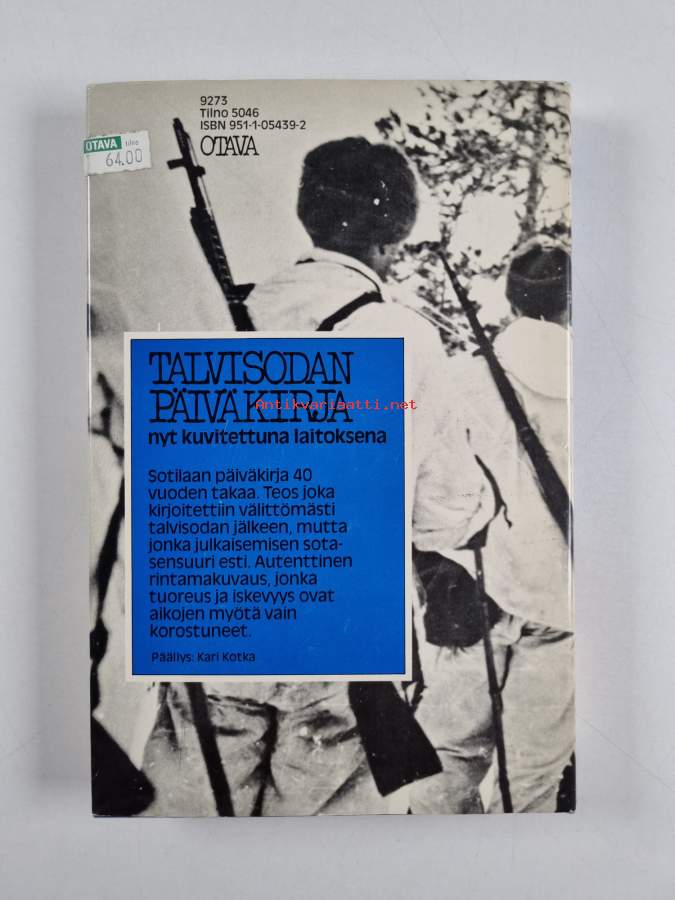 9273
Tilno 5046
ISBN 951-1-05439-2
OTAVA
OTAVA tilno
64.00
TALVISODAN
PÄIVÄKIRJA
Antikvariaatti.net
nyt kuvitettuna laitoksena
Sotilaan päiväkirja 40
vuoden takaa. Teos joka
kirjoitettiin välittömästi
talvisodan jälkeen, mutta
jonka julkaisemisen sota-
sensuuri esti. Autenttinen
rintamakuvaus, jonka
tuoreus ja iskevyys ovat
aikojen myötä vain
korostuneet.
Päällys: Kari Kotka